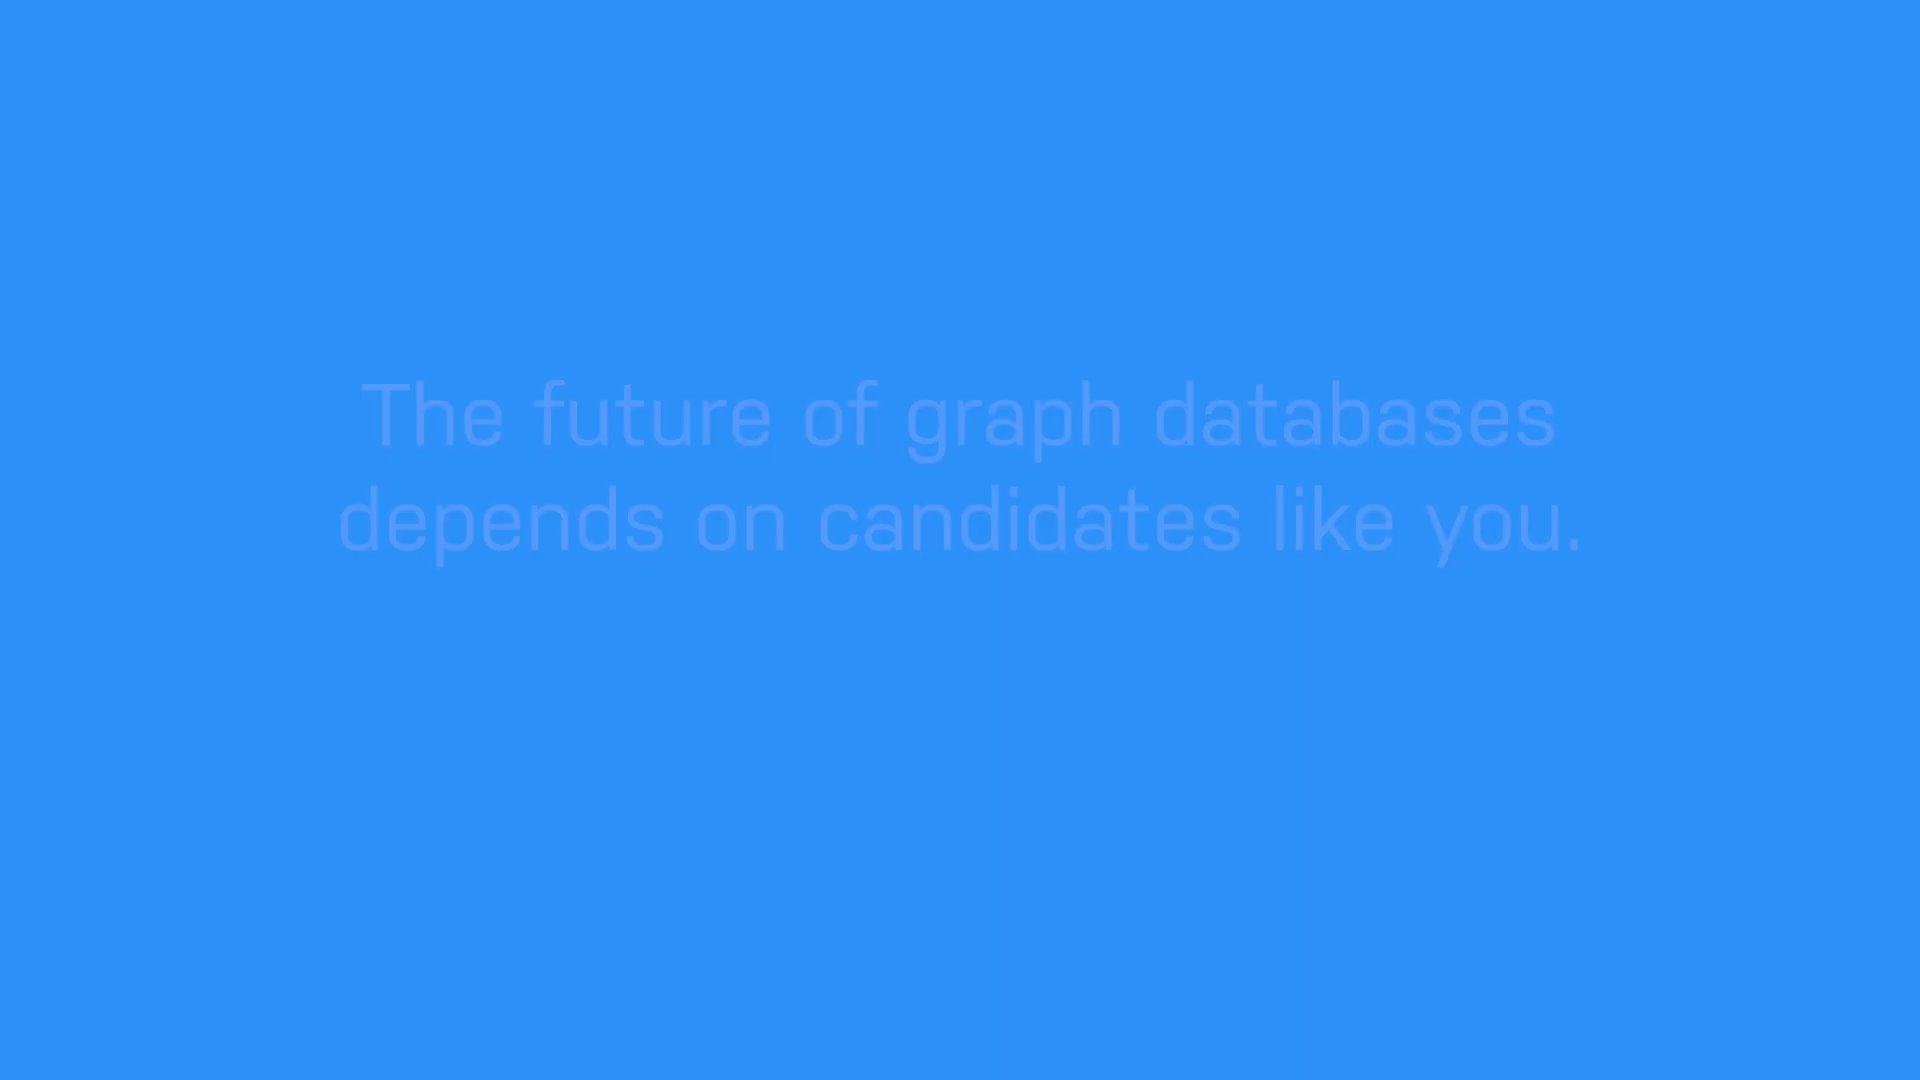 The future of graph databases
depends on candidates like you.